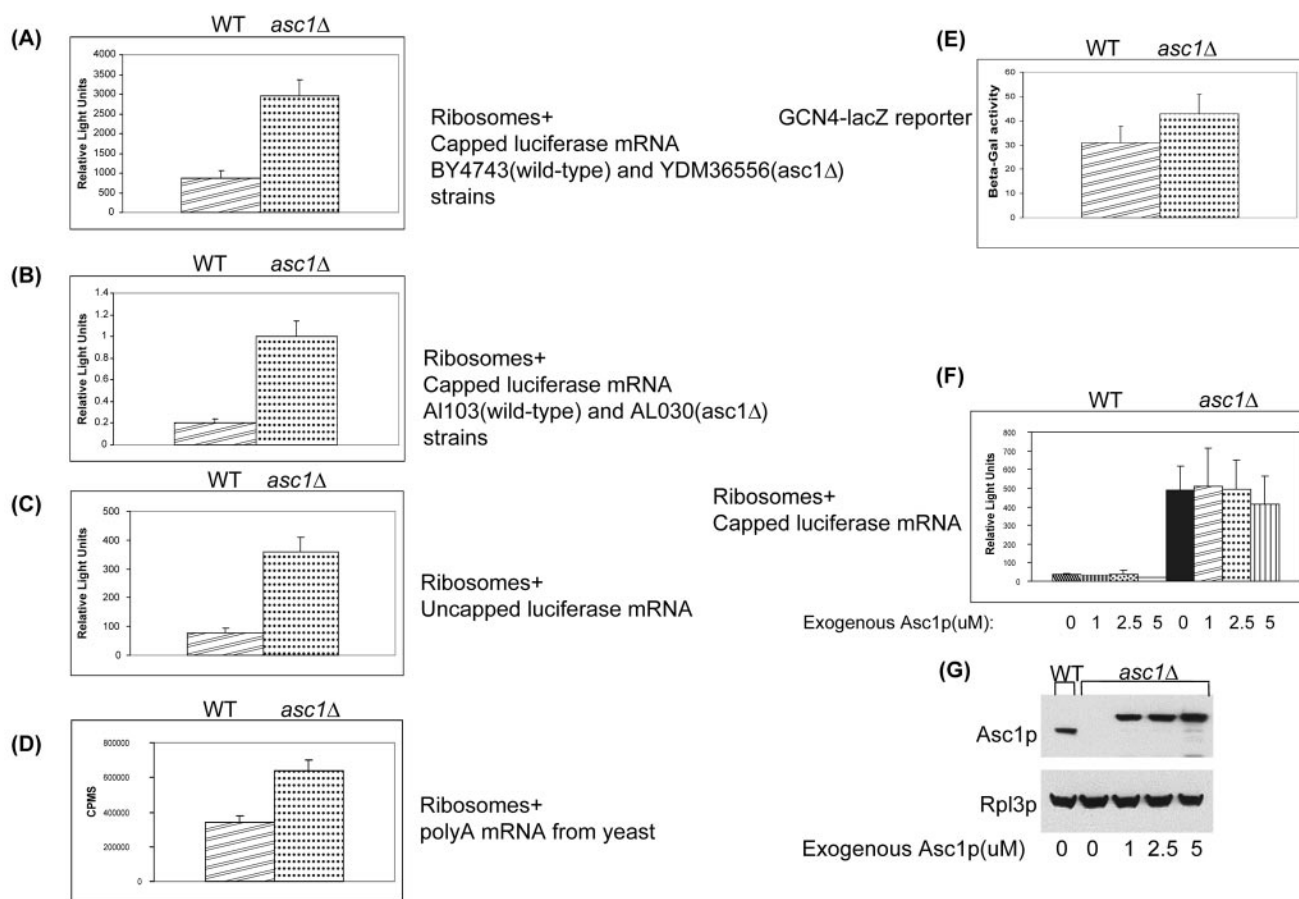 (A)
WT asc1Δ
Relative Light Units
4000
3500
3000
2500
2000
1500
1000
500
0
Ribosomes+
Capped luciferase mRNA
BY4743(wild-type) and YDM36556(asc1Δ)
strains
(B)
WT asc1Δ
Relative Light Units
1.4
1.2
1
0.8
0.6
0.4
0.2
0
Ribosomes+
Capped luciferase mRNA
Al103(wild-type) and AL030(asc1Δ)
strains
(C)
WT asc1Δ
Relative Light Units
500
400
300
200
100
0
Ribosomes+
Uncapped luciferase mRNA
(D)
WT asc1Δ
CPMS
800000
600000
400000
200000
0
Ribosomes+
polyA mRNA from yeast
(E)
WT asc1Δ
GCN4-lacZ reporter
Beta-Gal activity
60
50
40
30
20
10
0
(F)
WT asc1Δ
Ribosomes+
Capped luciferase mRNA
Relative Light Units
800
700
600
500
400
300
200
100
0
Exogenous Asc1p(uM): 0 1 2.5 5 0 1 2.5 5
(G)
WT asc1Δ
Asc1p
Rpl3p
Exogenous Asc1p(uM) 0 0 1 2.5 5